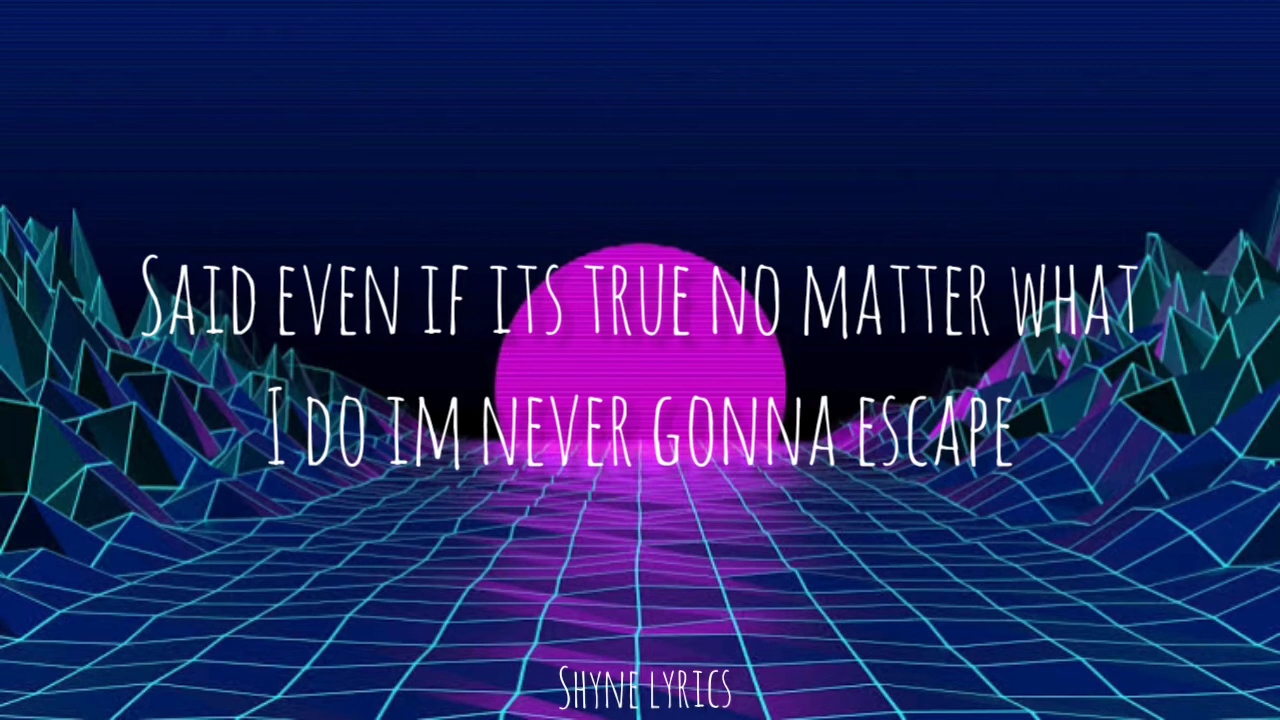 Said even if its true no matter what
I do im never gonna escape
Shyne lyrics